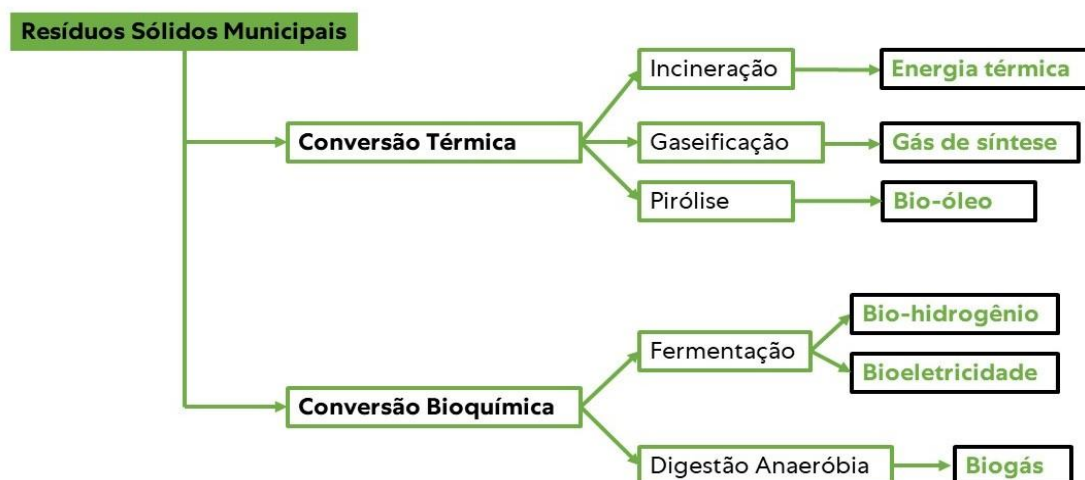 Resíduos Sólidos Municipais
Conversão Térmica
Incineração
Energia térmica
Gaseificação
Gás de síntese
Pirólise
Bio-óleo
Conversão Bioquímica
Fermentação
Bio-hidrogênio
Bioeletricidade
Digestão Anaeróbia
Biogás